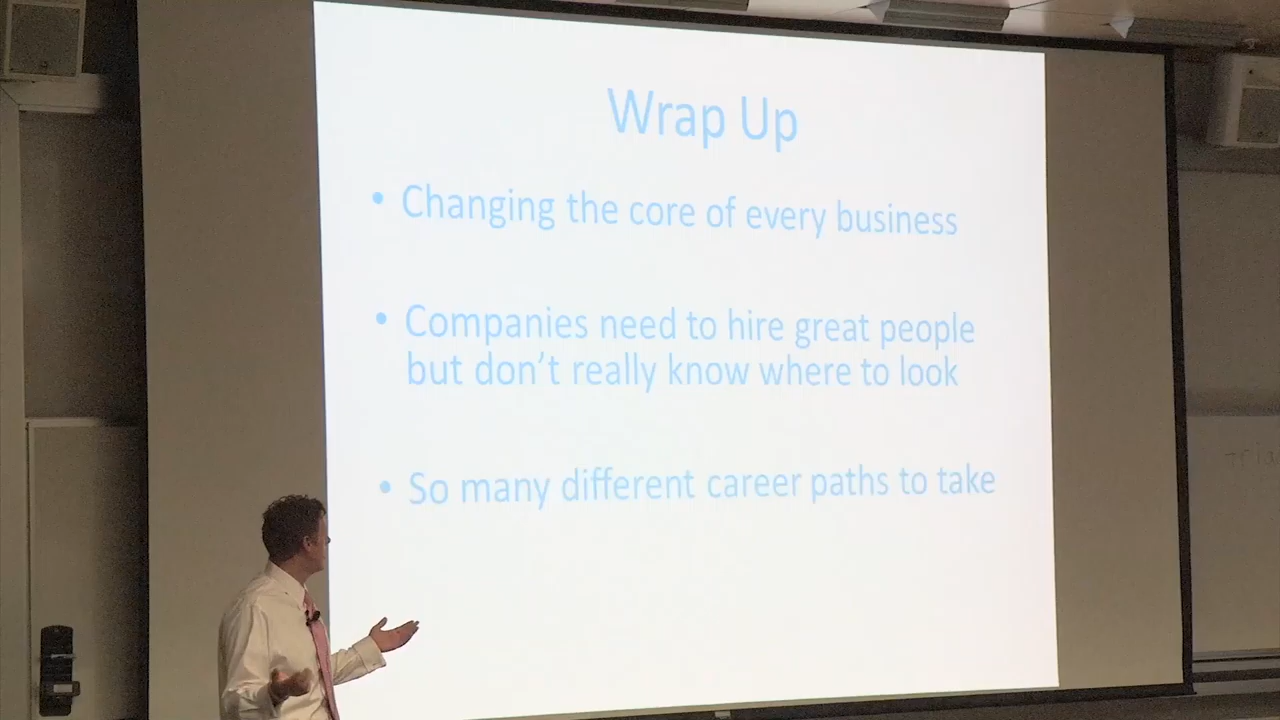 Wrap Up
• Changing the core of every business
• Companies need to hire great people
but don't really know where to look
• So many different career paths to take